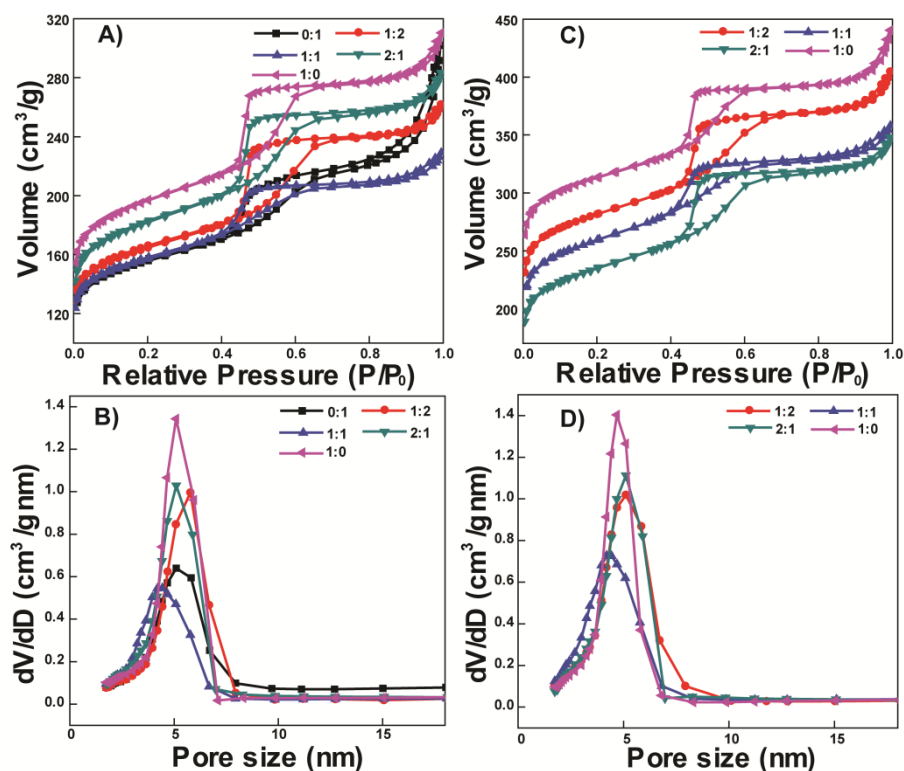 A)
0:1
1:2
1:1
2:1
1:0
Volume (cm³/g)
320
280
240
200
160
120
0.0 0.2 0.4 0.6 0.8 1.0
Relative Pressure (P/P₀)
C)
1:2
1:1
2:1
1:0
Volume (cm³/g)
450
400
350
300
250
200
0.0 0.2 0.4 0.6 0.8 1.0
Relative Pressure (P/P₀)
B)
0:1
1:2
1:1
2:1
1:0
dV/dD (cm³/gnm)
1.4
1.2
1.0
0.8
0.6
0.4
0.2
0.0
0 5 10 15
Pore size (nm)
D)
1:2
1:1
2:1
1:0
dV/dD (cm³/gnm)
1.4
1.2
1.0
0.8
0.6
0.4
0.2
0.0
0 5 10 15
Pore size (nm)